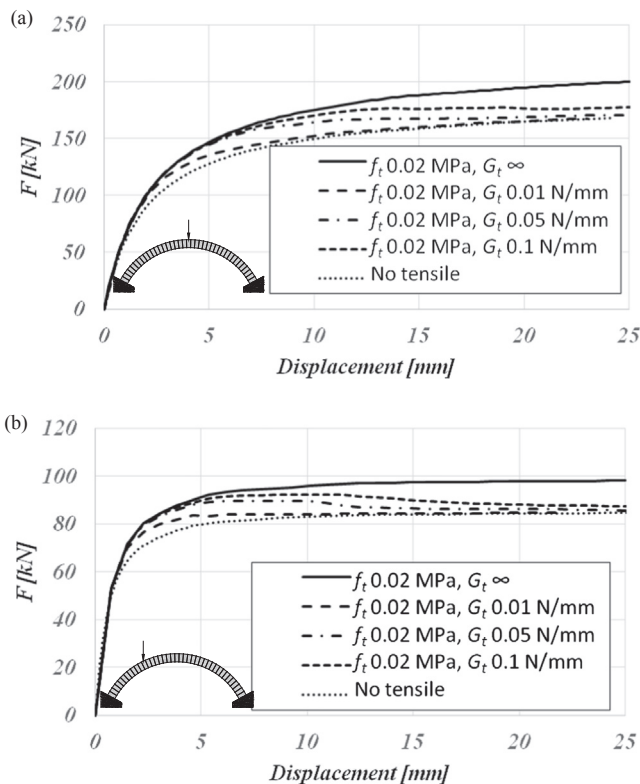 (a)
250
200
150
100
50
0
F [kN]
f_t 0.02 MPa, G_t ∞
f_t 0.02 MPa, G_t 0.01 N/mm
f_t 0.02 MPa, G_t 0.05 N/mm
f_t 0.02 MPa, G_t 0.1 N/mm
No tensile
0 5 10 15 20 25
Displacement [mm]
(b)
120
100
80
60
40
20
0
F [kN]
f_t 0.02 MPa, G_t ∞
f_t 0.02 MPa, G_t 0.01 N/mm
f_t 0.02 MPa, G_t 0.05 N/mm
f_t 0.02 MPa, G_t 0.1 N/mm
No tensile
0 5 10 15 20 25
Displacement [mm]